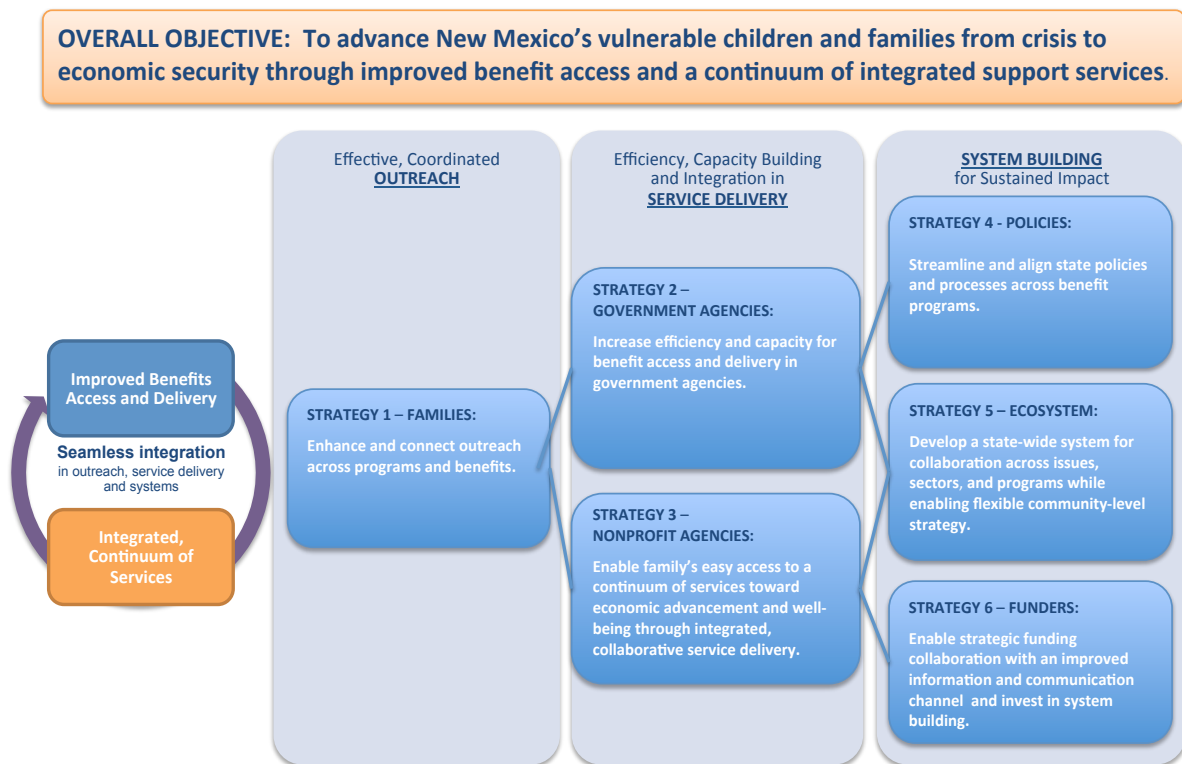 OVERALL OBJECTIVE: To advance New Mexico’s vulnerable children and families from crisis to
economic security through improved benefit access and a continuum of integrated support services.
Improved Benefits
Access and Delivery
Seamless integration
in outreach, service delivery
and systems
Integrated,
Continuum of
Services
Effective, Coordinated
OUTREACH
STRATEGY 1 – FAMILIES:
Enhance and connect outreach
across programs and benefits.
Efficiency, Capacity Building
and Integration in
SERVICE DELIVERY
STRATEGY 2 –
GOVERNMENT AGENCIES:
Increase efficiency and capacity for
benefit access and delivery in
government agencies.
STRATEGY 3 –
NONPROFIT AGENCIES:
Enable family’s easy access to a
continuum of services toward
economic advancement and well-
being through integrated,
collaborative service delivery.
SYSTEM BUILDING
for Sustained Impact
STRATEGY 4 - POLICIES:
Streamline and align state policies
and processes across benefit
programs.
STRATEGY 5 – ECOSYSTEM:
Develop a state-wide system for
collaboration across issues,
sectors, and programs while
enabling flexible community-level
strategy.
STRATEGY 6 – FUNDERS:
Enable strategic funding
collaboration with an improved
information and communication
channel and invest in system
building.